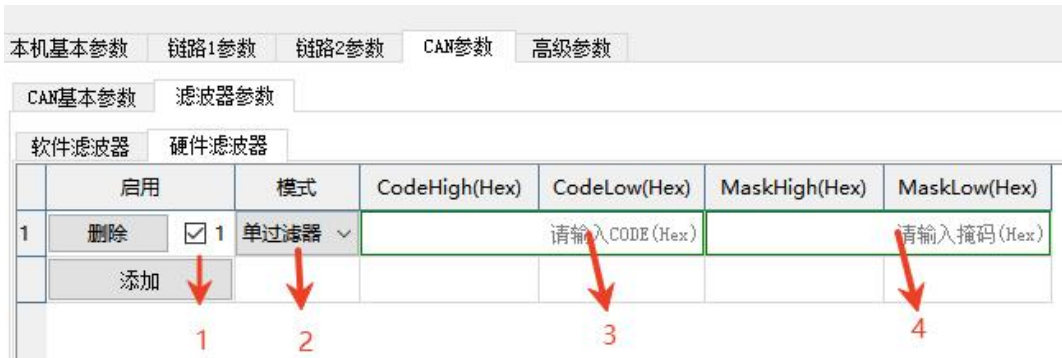 本机基本参数 链路1参数 链路2参数 CAN参数 高级参数
CAN基本参数 滤波器参数
软件滤波器 硬件滤波器
启用 模式 CodeHigh(Hex) CodeLow(Hex) MaskHigh(Hex) MaskLow(Hex)
1 删除 1 单过滤器 请输入CODE(Hex) 请输入掩码(Hex)
添加
1 2 3 4